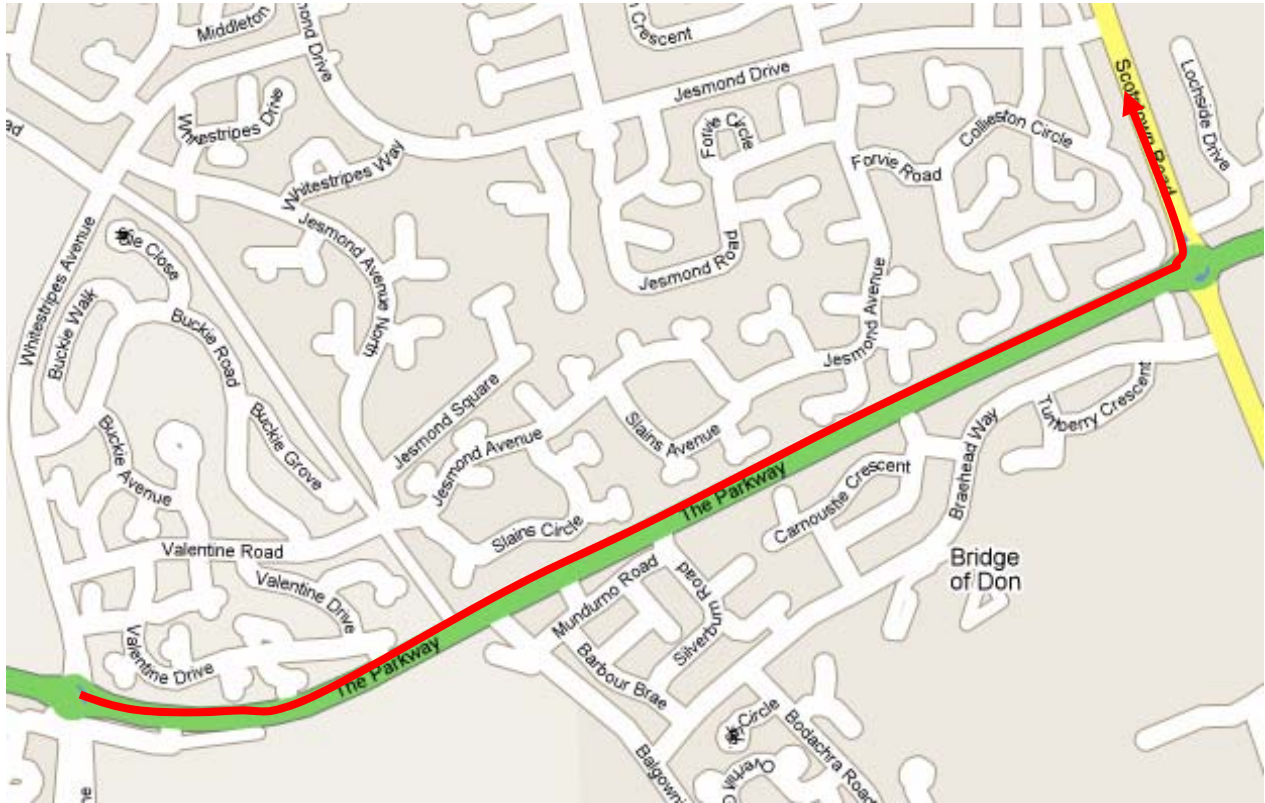 Middleton
Crescent
Scotstown Road
Lochside Drive
Jesmond Drive
Whitestripes Drive
Forvie Circle
Collieston Circle
Whitestripes Way
Forvie Road
Jesmond Avenue North
Whitestripes Avenue
Close
Jesmond Road
Buckie Walk
Buckie Road
Jesmond Avenue
Jesmond Square
Turnberry Crescent
Buckie Grove
Slains Avenue
Buckie Avenue
Jesmond Avenue
Braehead Way
Carnoustie Crescent
The Parkway
Slains Circle
Valentine Road
Bridge
of Don
Valentine Drive
Mundurno Road
Silverburn Road
Valentine Drive
The Parkway
Barbour Brae
Circle
Bodachra Road
Overhill